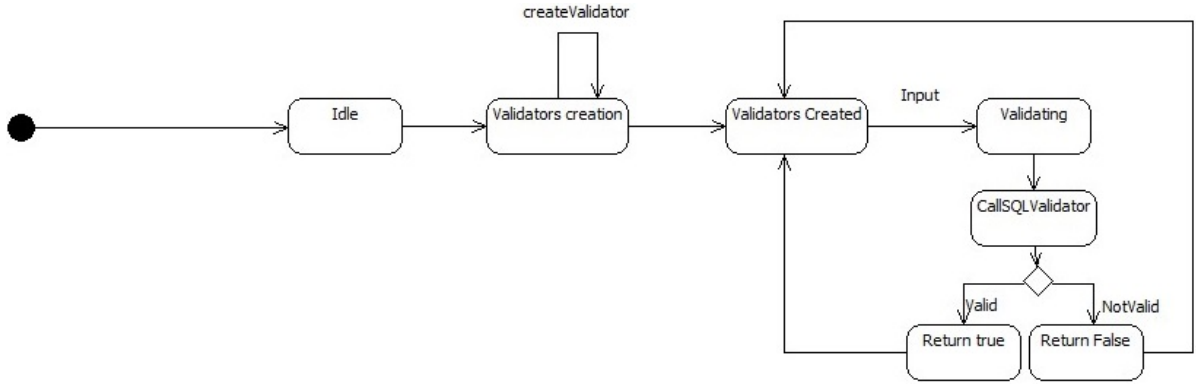 createValidator
Idle
Validators creation
Validators Created
Input
Validating
CallSQLValidator
Valid
NotValid
Return true
Return False